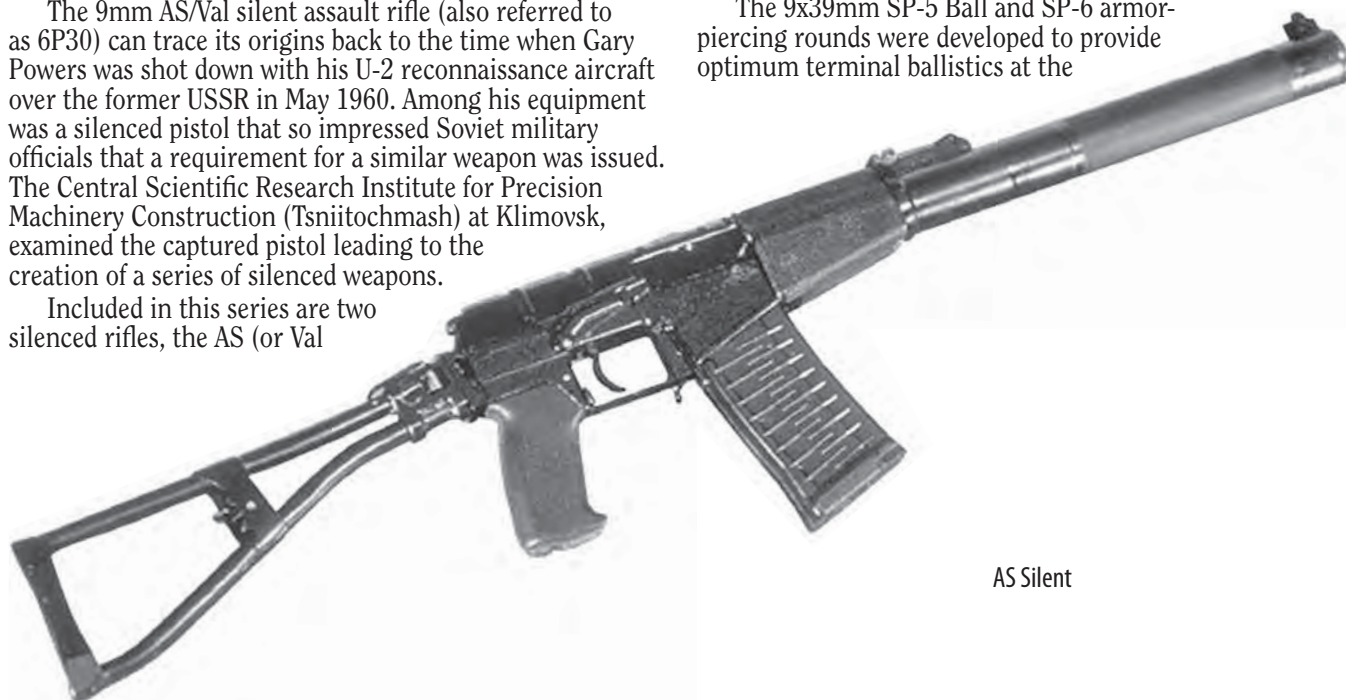 The 9mm AS/Val silent assault rifle (also referred to
as 6P30) can trace its origins back to the time when Gary
Powers was shot down with his U-2 reconnaissance aircraft
over the former USSR in May 1960. Among his equipment
was a silenced pistol that so impressed Soviet military
officials that a requirement for a similar weapon was issued.
The Central Scientific Research Institute for Precision
Machinery Construction (Tsniitochmash) at Klimovsk,
examined the captured pistol leading to the
creation of a series of silenced weapons.
Included in this series are two
silenced rifles, the AS (or Val
The 9x39mm SP-5 Ball and SP-6 armor-
piercing rounds were developed to provide
optimum terminal ballistics at the
AS Silent